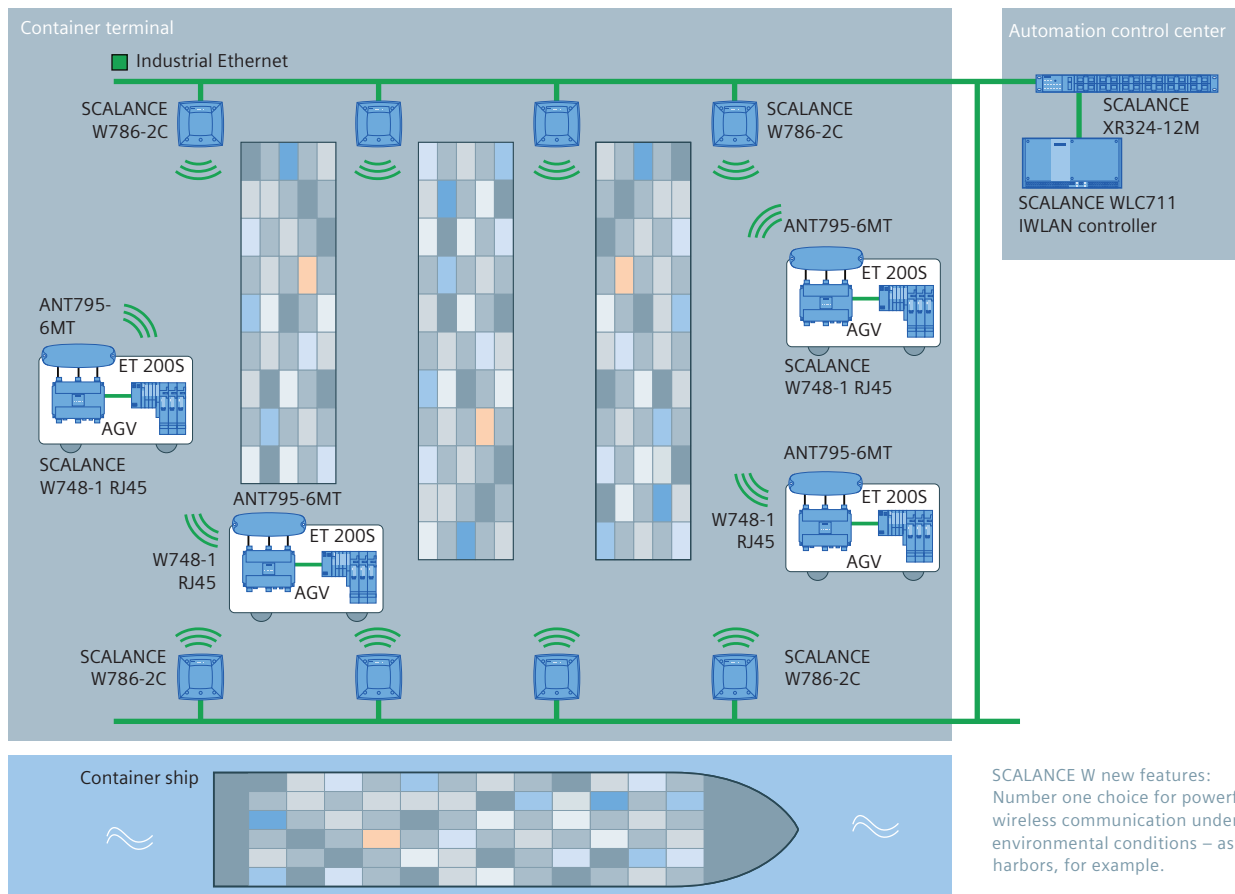 Container terminal
Automation control center
Industrial Ethernet
SCALANCE
W786-2C
SCALANCE
W786-2C
SCALANCE
XR324-12M
SCALANCE WLC711
IWLAN controller
ANT795-6MT
ET 200S
AGV
SCALANCE
W748-1 RJ45
ANT795-
6MT
ET 200S
AGV
SCALANCE
W748-1 RJ45
ANT795-6MT
ET 200S
W748-1
RJ45
AGV
ANT795-6MT
ET 200S
W748-1
RJ45
AGV
SCALANCE
W786-2C
SCALANCE
W786-2C
Container ship
SCALANCE W new features:
Number one choice for
wireless communication under
environmental conditions – as
harbors, for example.